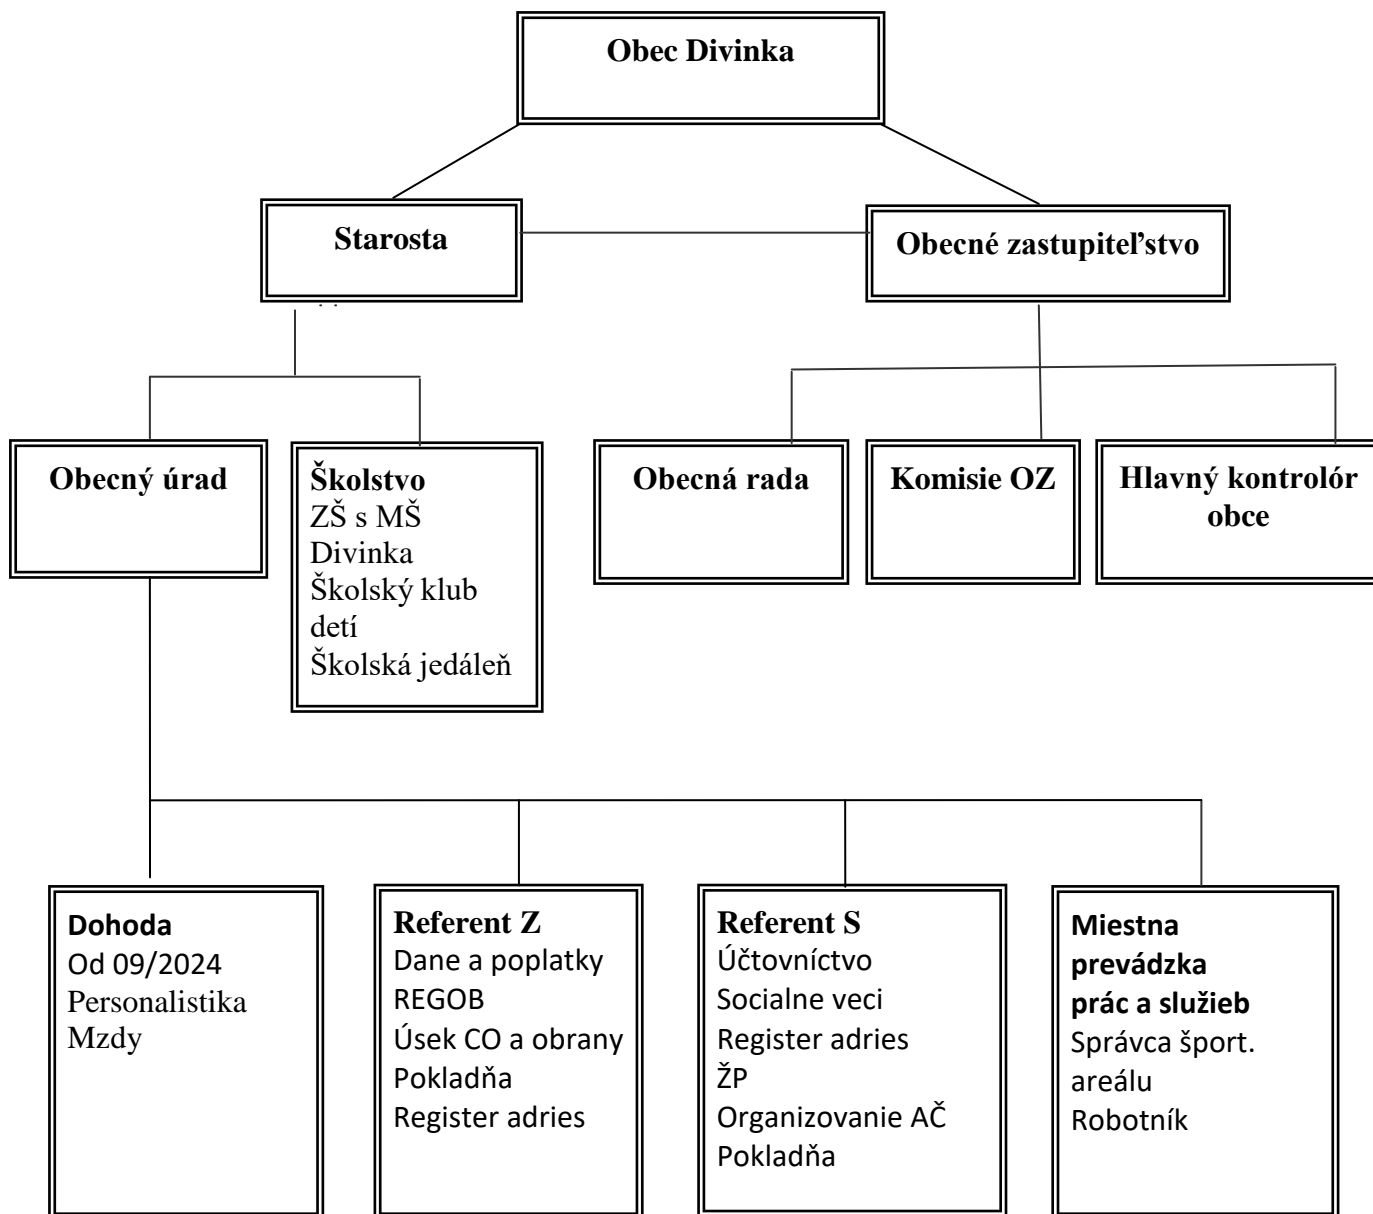 Obec Divinka
Starosta
Obecné zastupiteľstvo
Obecný úrad
Školstvo
ZŠ s MŠ
Divinka
Školský klub
detí
Školská jedáleň
Obecná rada
Komisie OZ
Hlavný kontrolór
obce
Dohoda
Od 09/2024
Personalistika
Mzdy
Referent Z
Dane a poplatky
REGOB
Úsek CO a obrany
Pokladňa
Register adries
Referent S
Účtovníctvo
Socialne veci
Register adries
ŽP
Organizovanie AČ
Pokladňa
Miestna
prevádzka
prác a služieb
Správca šport.
areálu
Robotník